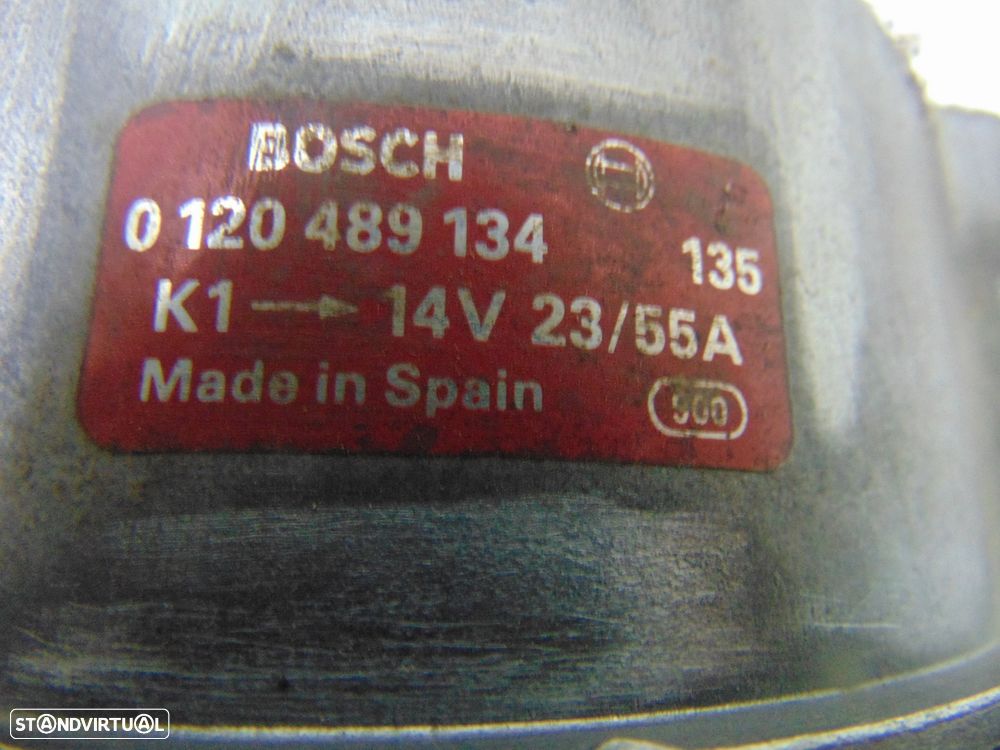 BOSCH
0 120 489 134 135
K1 → 14V 23/55A
Made in Spain 900
STANDVIRTUAL